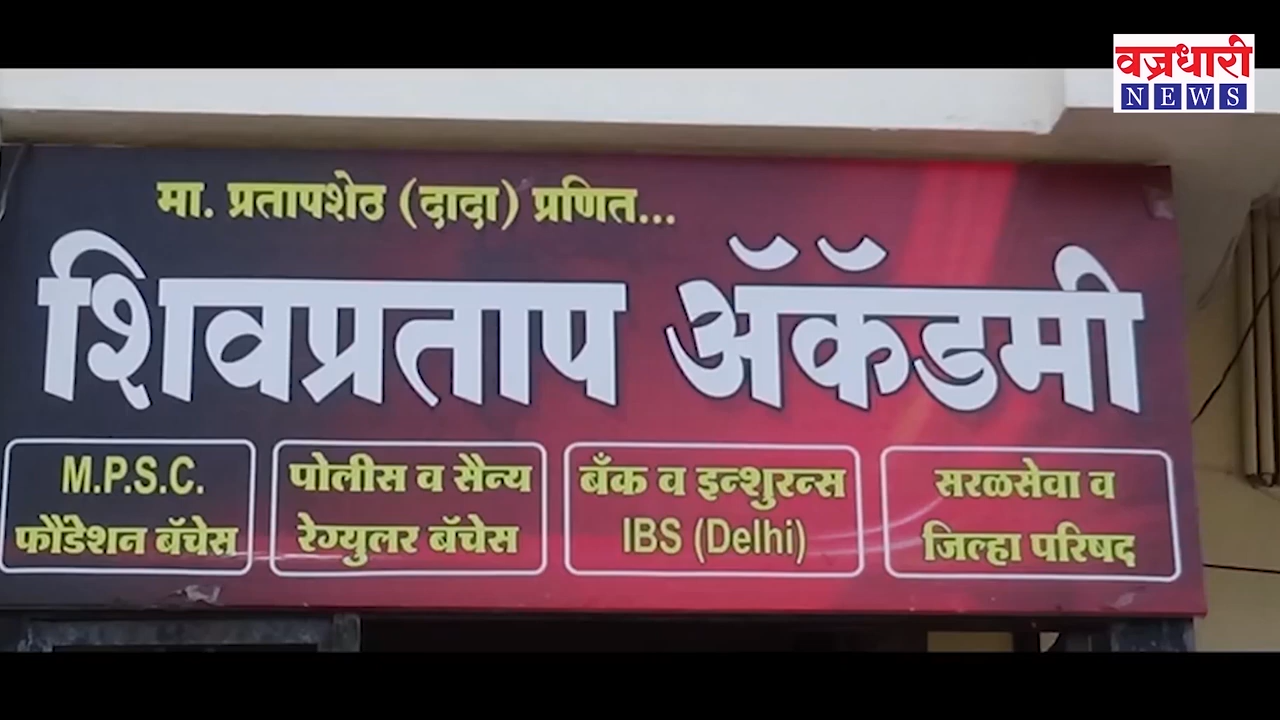 वज्रधारी
NEWS
मा. प्रतापशेठ (दादा) प्रणित...
शिवप्रताप ॲकॅडमी
M.P.S.C.
फौंडेशन बॅचेस
पोलीस व सैन्य
रेग्युलर बॅचेस
बँक व इन्शुरन्स
IBS (Delhi)
सरळसेवा व
जिल्हा परिषद